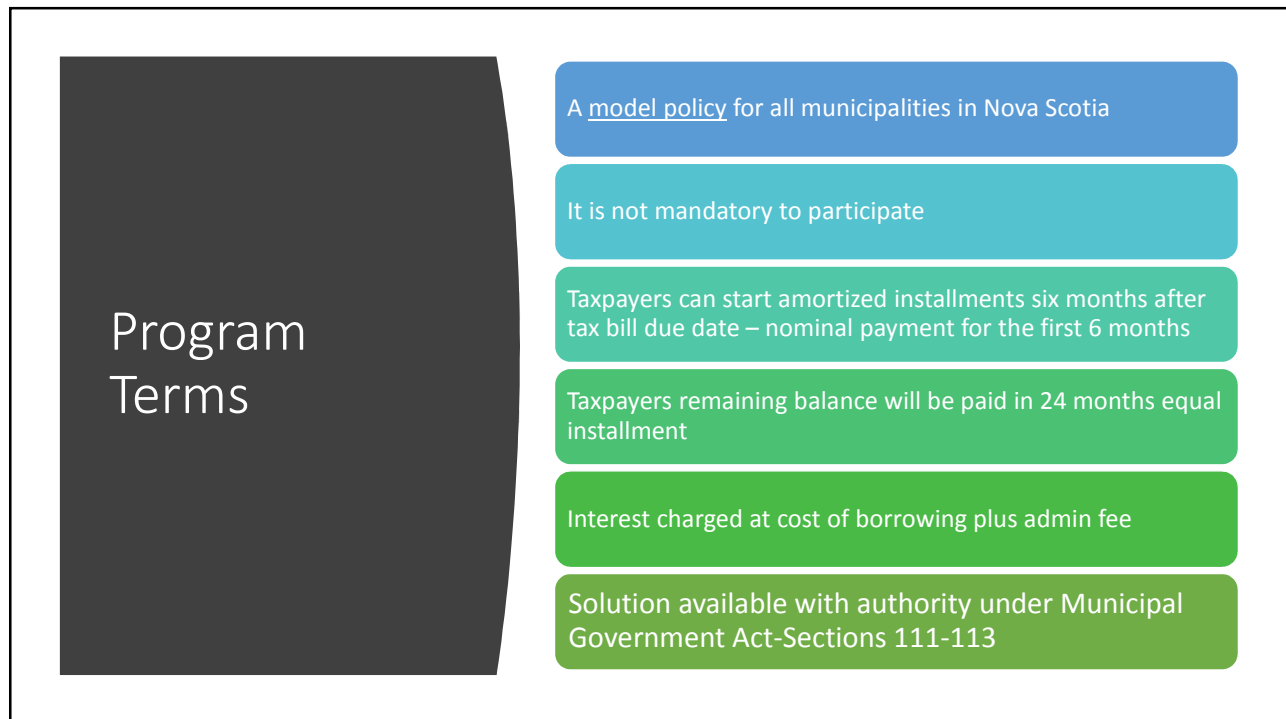 Program
Terms
A model policy for all municipalities in Nova Scotia
It is not mandatory to participate
Taxpayers can start amortized installments six months after
tax bill due date – nominal payment for the first 6 months
Taxpayers remaining balance will be paid in 24 months equal
installment
Interest charged at cost of borrowing plus admin fee
Solution available with authority under Municipal
Government Act-Sections 111-113